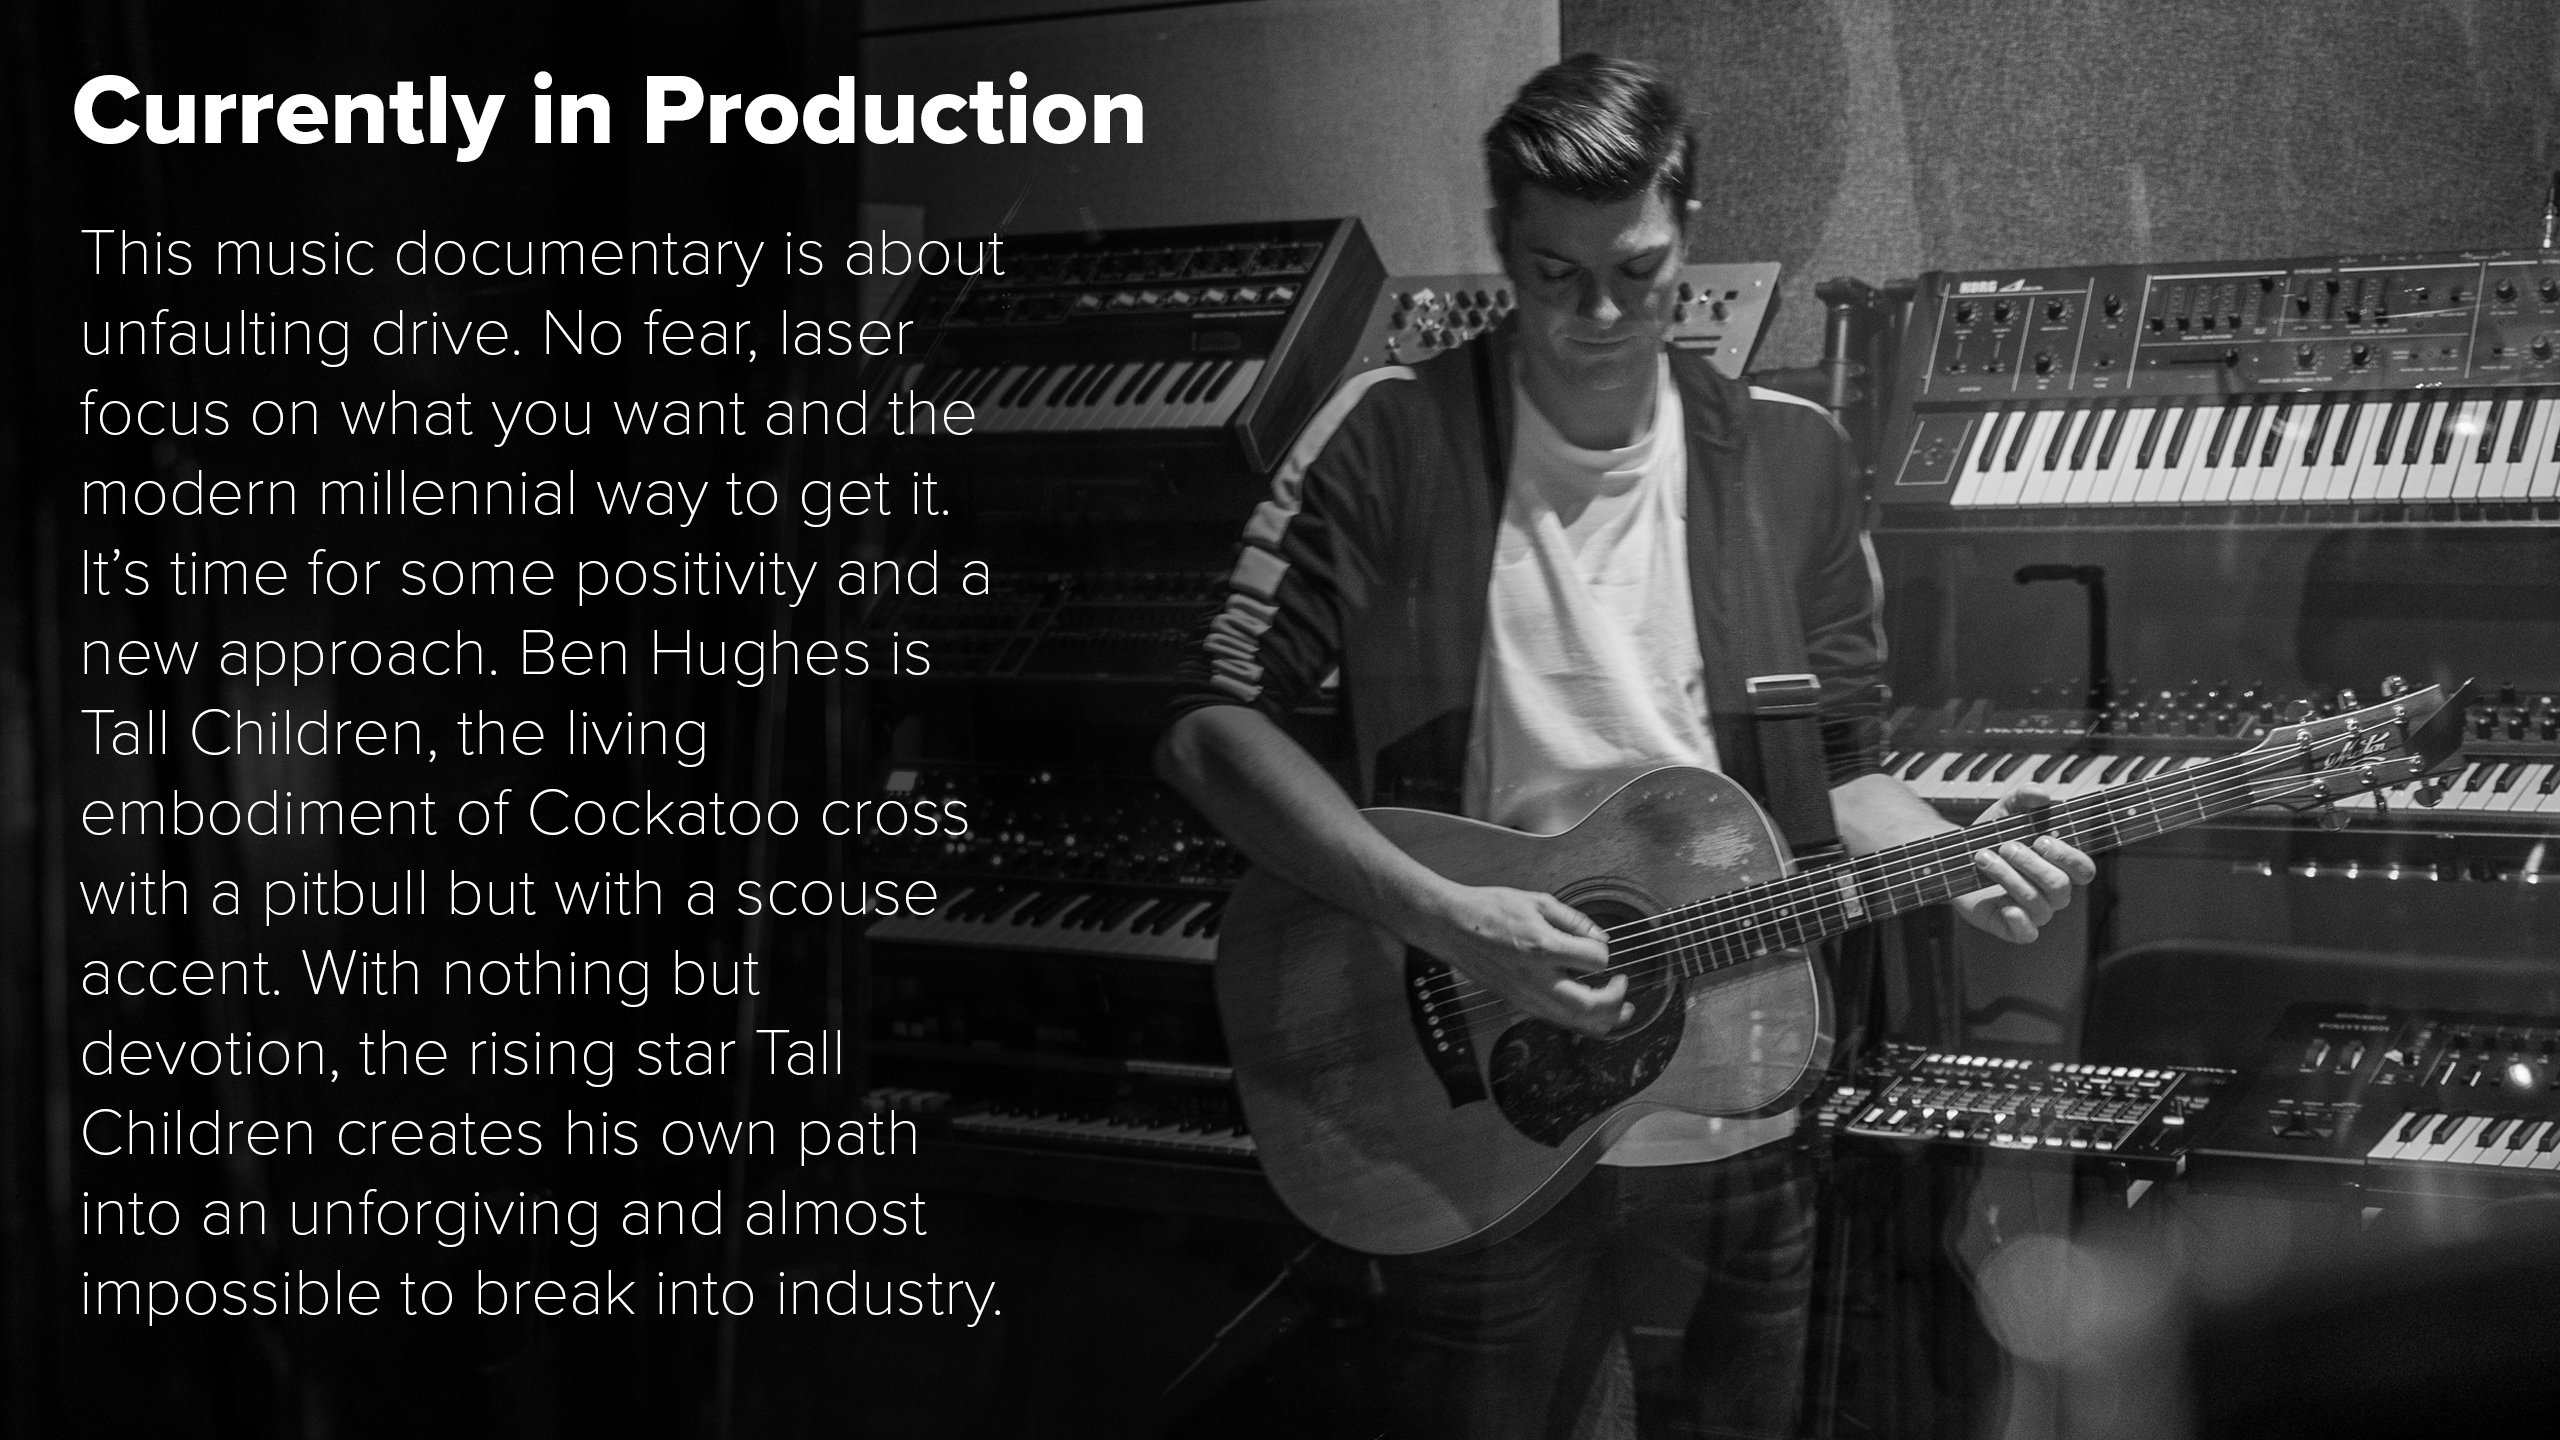 Currently in Production
This music documentary is about
unfaulting drive. No fear, laser
focus on what you want and the
modern millennial way to get it.
It’s time for some positivity and a
new approach. Ben Hughes is
Tall Children, the living
embodiment of Cockatoo cross
with a pitbull but with a scouse
accent. With nothing but
devotion, the rising star Tall
Children creates his own path
into an unforgiving and almost
impossible to break into industry.
KORG
Maton